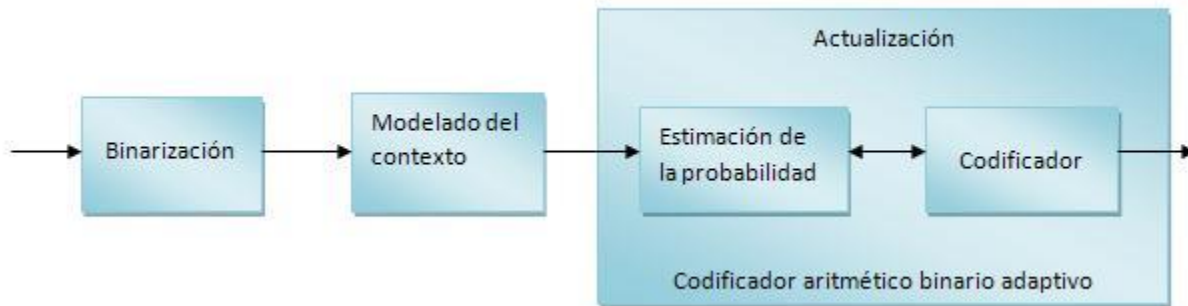 Actualización
Binarización
Modelado del
contexto
Estimación de
la probabilidad
Codificador
Codificador aritmético binario adaptivo